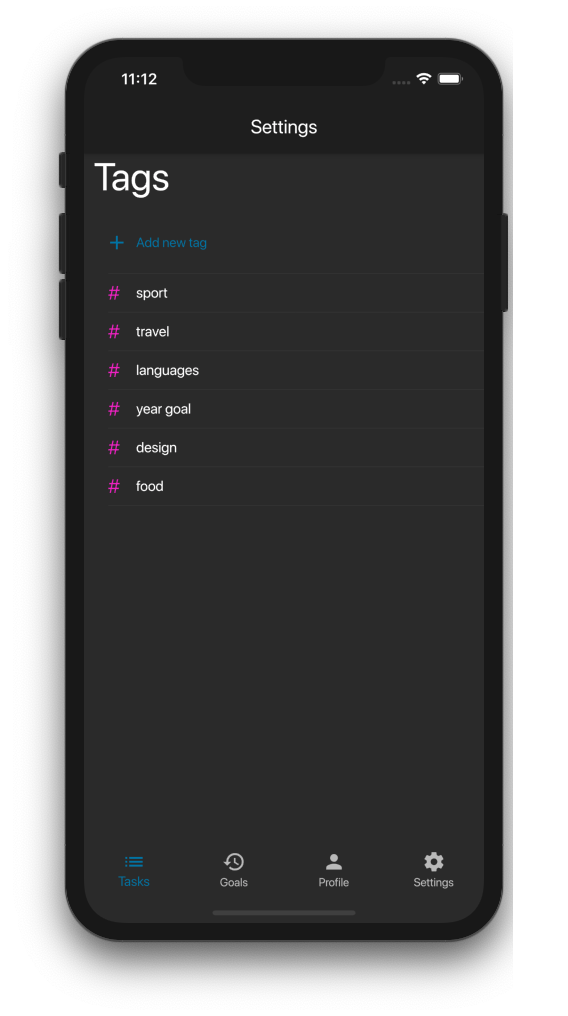 11:12
Settings
Tags
Add new tag
# sport
# travel
# languages
# year goal
# design
# food
Tasks Goals Profile Settings